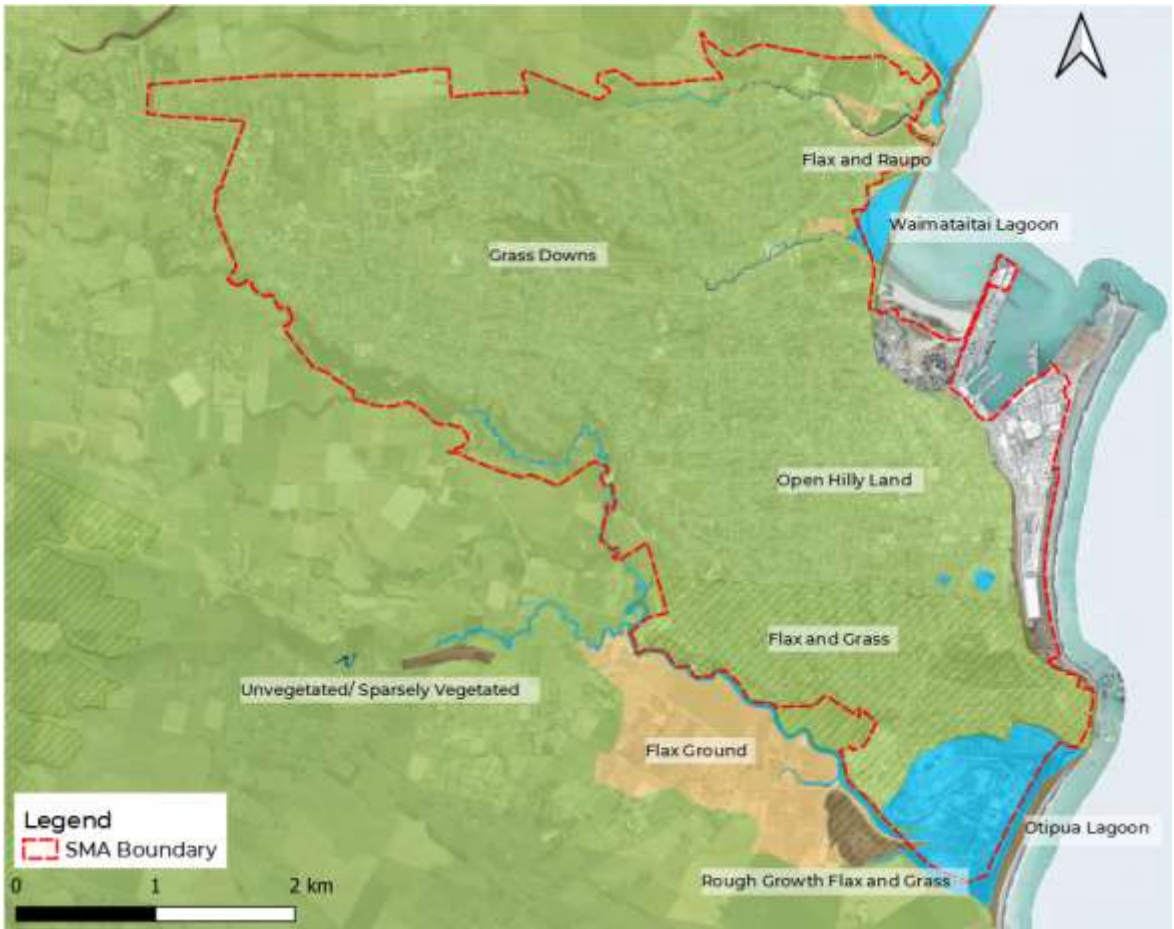 Flax and Raupo
Waimataitai Lagoon
Grass Downs
Open Hilly Land
Flax and Grass
Unvegetated/ Sparsely Vegetated
Flax Ground
Otipua Lagoon
Rough Growth Flax and Grass
Legend
SMA Boundary
0 1 2 km